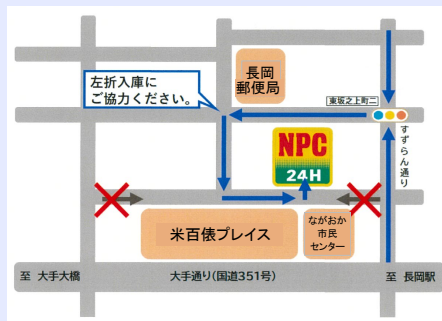 長岡
郵便局
左折入庫に
ご協力ください。
東坂之上町二
すずらん通り
NPC
24H
米百俵プレイス
ながおか
市民
センター
至 大手大橋
大手通り(国道351号)
至 長岡駅